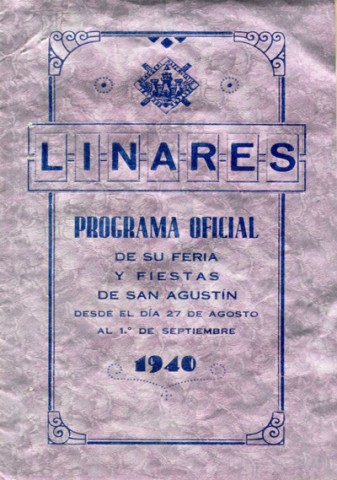 LINARES
PROGRAMA OFICIAL
DE SU FERIA
Y FIESTAS
DE SAN AGUSTÍN
DESDE EL DÍA 27 DE AGOSTO
AL 1.º DE SEPTIEMBRE
1940